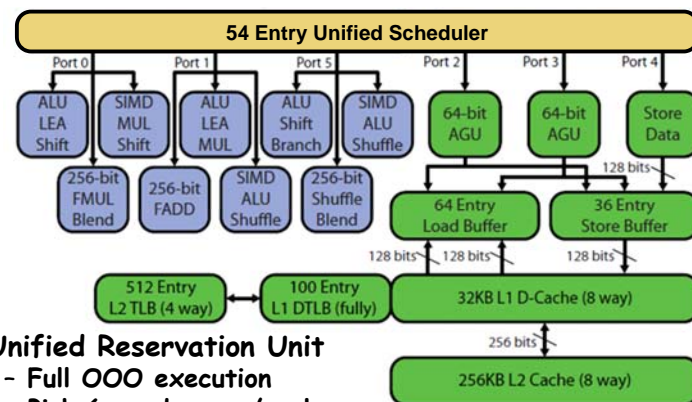 54 Entry Unified Scheduler
Port 0
Port 1
Port 5
Port 2
Port 3
Port 4
ALU
LEA
Shift
SIMD
MUL
Shift
ALU
LEA
MUL
ALU
Shift
Branch
SIMD
ALU
Shuffle
64-bit
AGU
64-bit
AGU
Store
Data
256-bit
FMUL
Blend
256-bit
FADD
SIMD
ALU
Shuffle
256-bit
Shuffle
Blend
128 bits
64 Entry
Load Buffer
36 Entry
Store Buffer
128 bits
128 bits
128 bits
512 Entry
L2 TLB (4 way)
100 Entry
L1 DTLB (fully)
32KB L1 D-Cache (8 way)
256 bits
256KB L2 Cache (8 way)
Unified Reservation Unit
– Full OOO execution